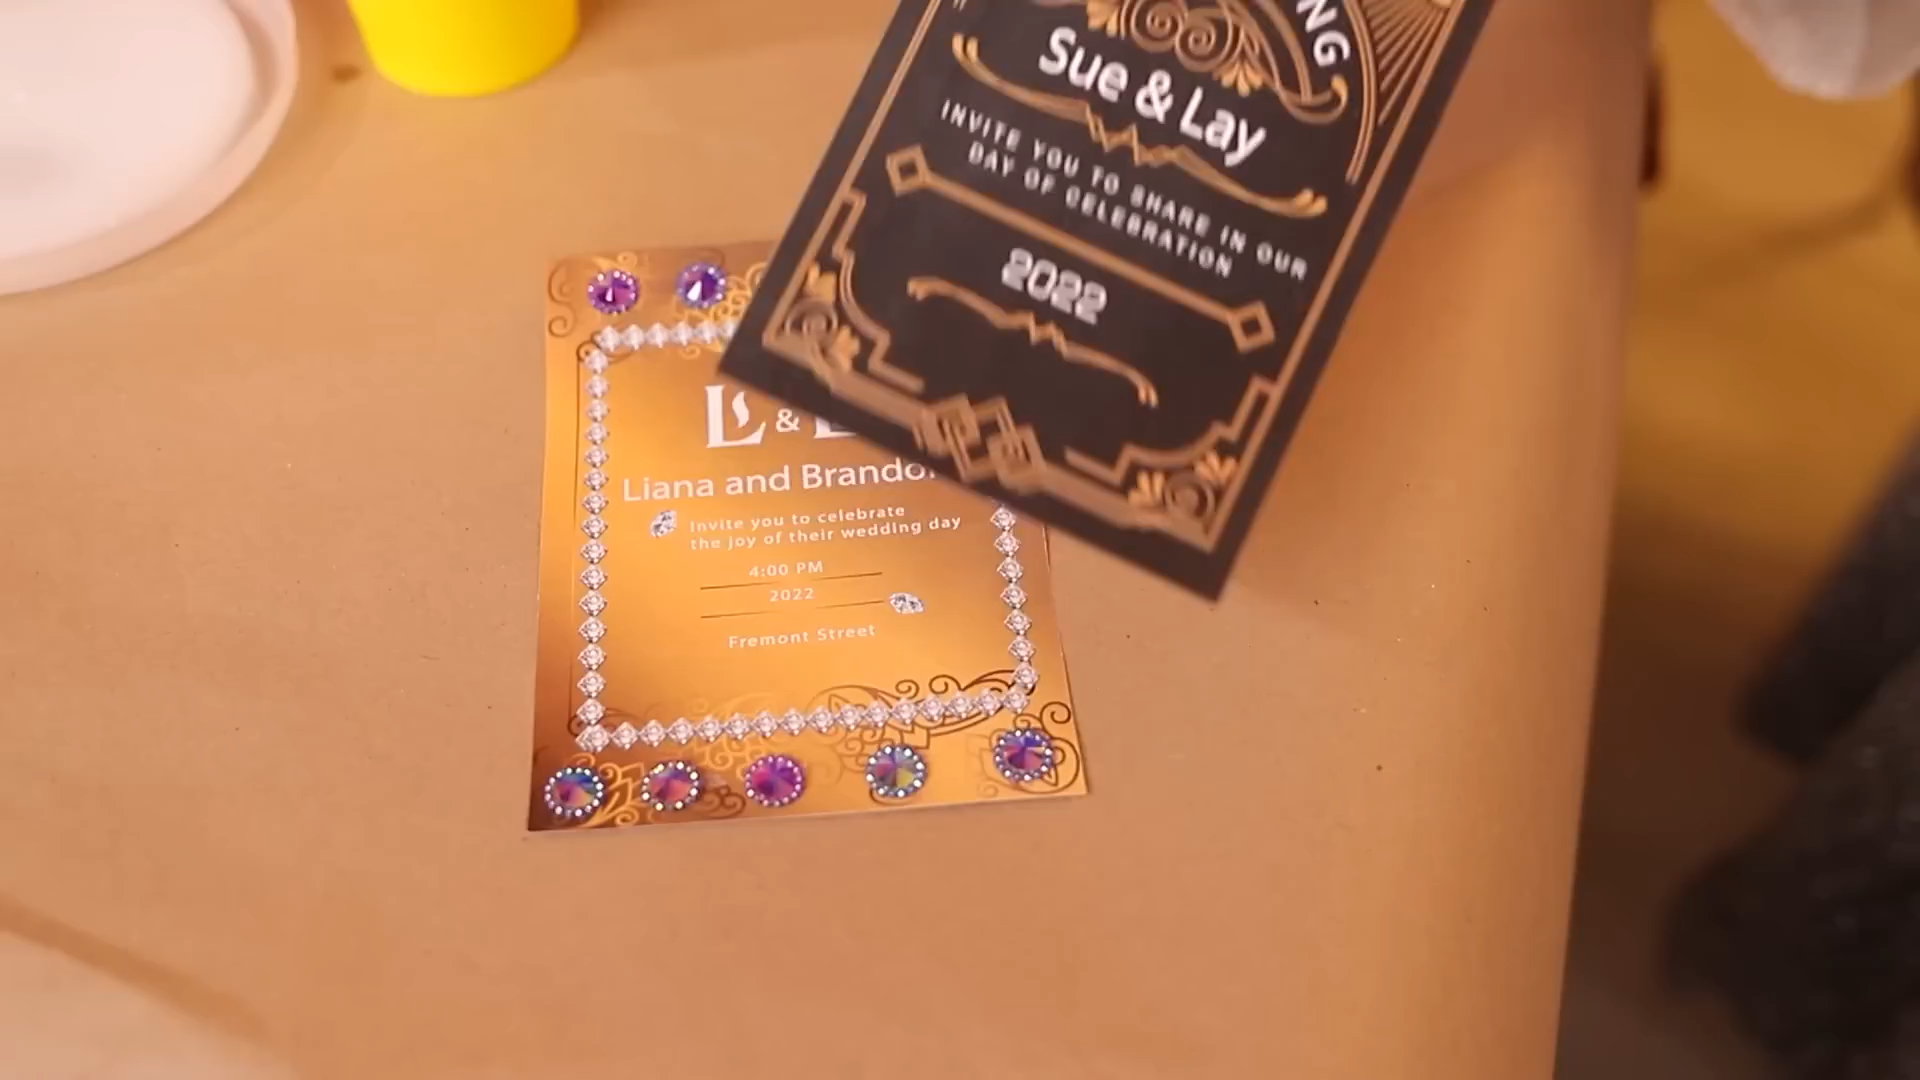 Sue & Lay
INVITE YOU TO SHARE IN OUR
DAY OF CELEBRATION
2022
&
Liana and
Invite you to celebrate
the joy of their wedding day
4:00 PM
2022
Fremont Street